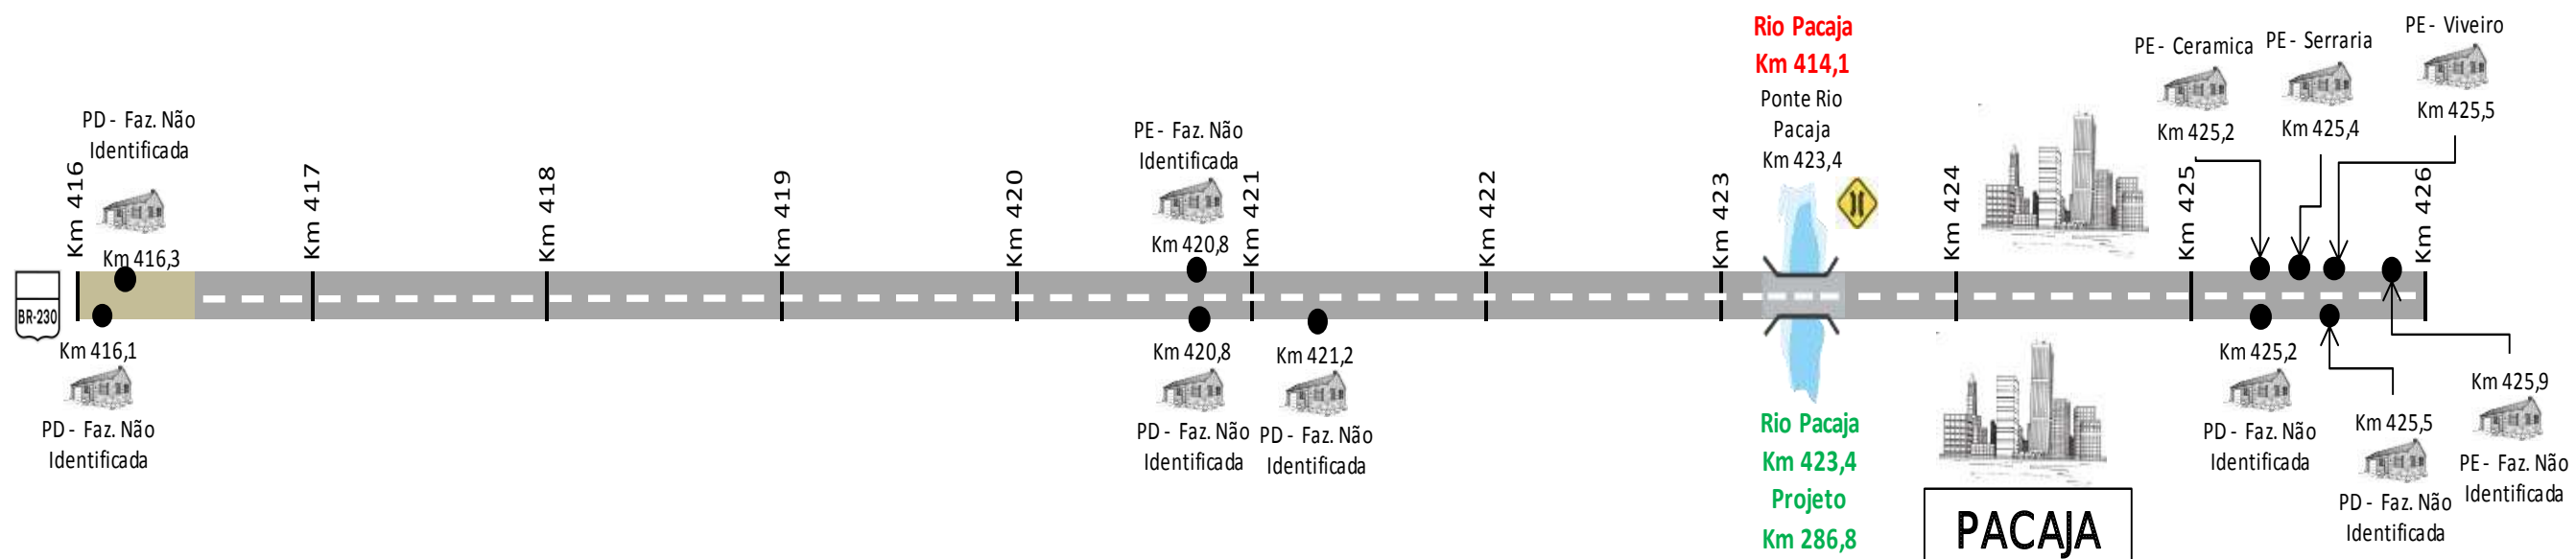 Rio Pacaja
Km 414,1
Ponte Rio
Pacaja
Km 423,4
PE - Ceramica
Km 425,2
PE - Serraria
Km 425,4
PE - Viveiro
Km 425,5
PD - Faz. Não
Identificada
Km 416,3
PE - Faz. Não
Identificada
Km 420,8
Km 416
Km 417
Km 418
Km 419
Km 420
Km 421
Km 422
Km 423
Km 424
Km 425
Km 426
BR-230
Km 416,1
PD - Faz. Não
Identificada
Km 420,8
PD - Faz. Não
Identificada
Km 421,2
PD - Faz. Não
Identificada
Rio Pacaja
Km 423,4
Projeto
Km 286,8
PACAJA
Km 425,2
PD - Faz. Não
Identificada
Km 425,5
PD - Faz. Não
Identificada
Km 425,9
PE - Faz. Não
Identificada